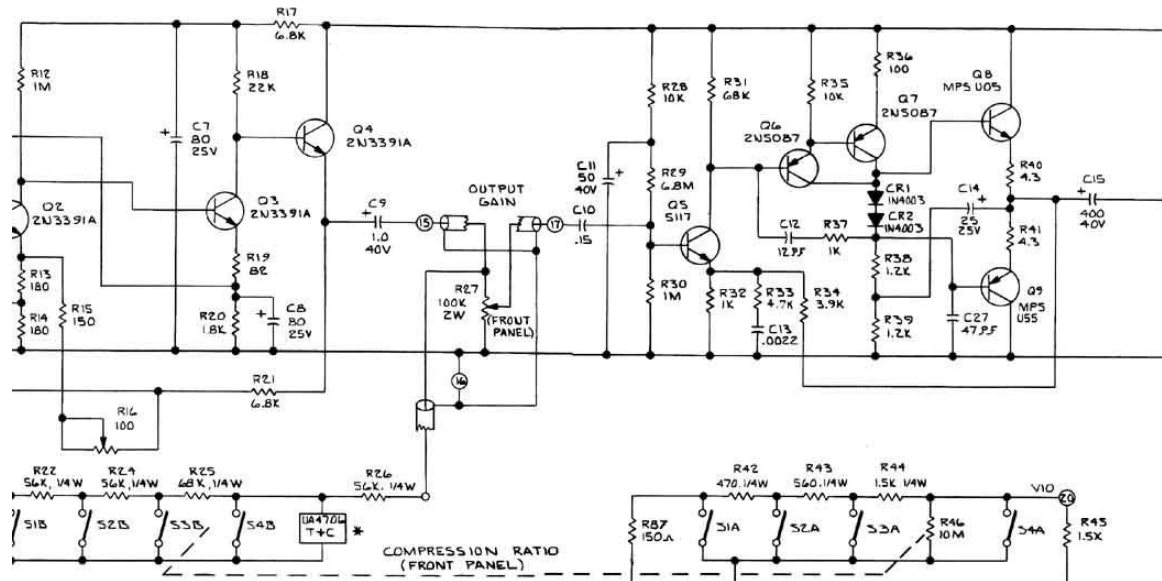 R17
6.8K
R12
1M
R18
22K
C7
80
25V
+
Q4
2N3391A
Q2
2N3391A
Q3
2N3391A
C9
+
1.0
40V
15
OUTPUT
GAIN
17
C10
.15
R13
180
R14
180
R15
150
R19
82
R20
1.8K
+
C8
80
25V
R27
100K
2W
(FRONT
PANEL)
16
R21
6.8K
R16
100
C11
50
40V
+
R28
10K
R29
6.8M
R30
1M
R31
68K
Q5
5117
R32
1K
R33
4.7K
C13
.0022
R34
3.9K
Q6
2N5087
R35
10K
R36
100
Q7
2N5087
C12
12PF
R37
1K
CR1
1N4003
CR2
1N4003
R38
1.2K
R39
1.2K
C14
+
25
25V
C27
47PF
Q8
MPS U05
R40
4.3
R41
4.3
Q9
MPS
U55
C15
+
400
40V
R22
56K, 1/4W
R24
56K, 1/4W
R25
68K, 1/4W
R26
56K, 1/4W
S1B
S2B
S3B
S4B
UA4706
T+C
*
COMPRESSION RATIO
(FRONT PANEL)
R87
150Ω
R42
470,1/4W
R43
560,1/4W
R44
1.5K 1/4W
S1A
S2A
S3A
R46
10M
S4A
V10
20
R45
1.5K